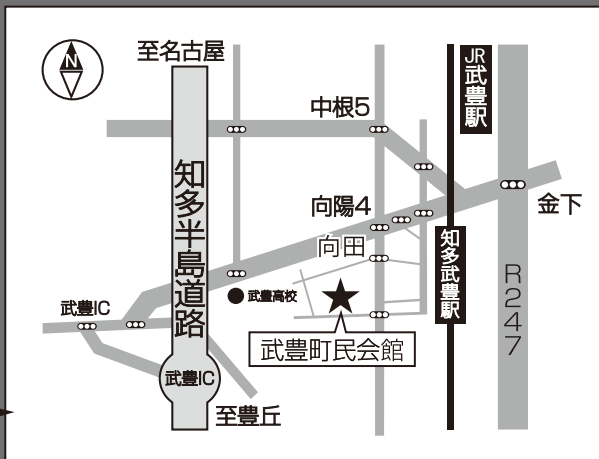 至名古屋
N
JR武豊駅
中根5
知多半島道路
向陽4
金下
向田
知多武豊駅
R247
武豊高校
武豊IC
武豊町民会館
武豊IC
至豊丘